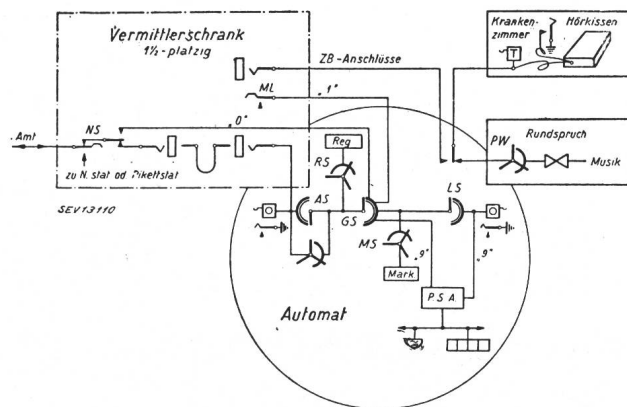 Vermittlerschrank
1½-platzig
Kranken-
zimmer
Hörkissen
T
ZB-Anschlüsse
ML
„1“
Amt
NS
„0“
Reg
RS
PW
Rundspruch
Musik
zu N. stat od. Pikettstat
SEV13110
AS
GS
LS
MS
„9“
„9“
Mark
P.S.A.
Automat